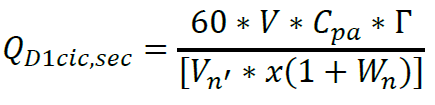 Q_{D1cic,sec} = \frac{60 * V * C_{pa} * Γ}{[V_{n'} * x(1 + W_n)]}